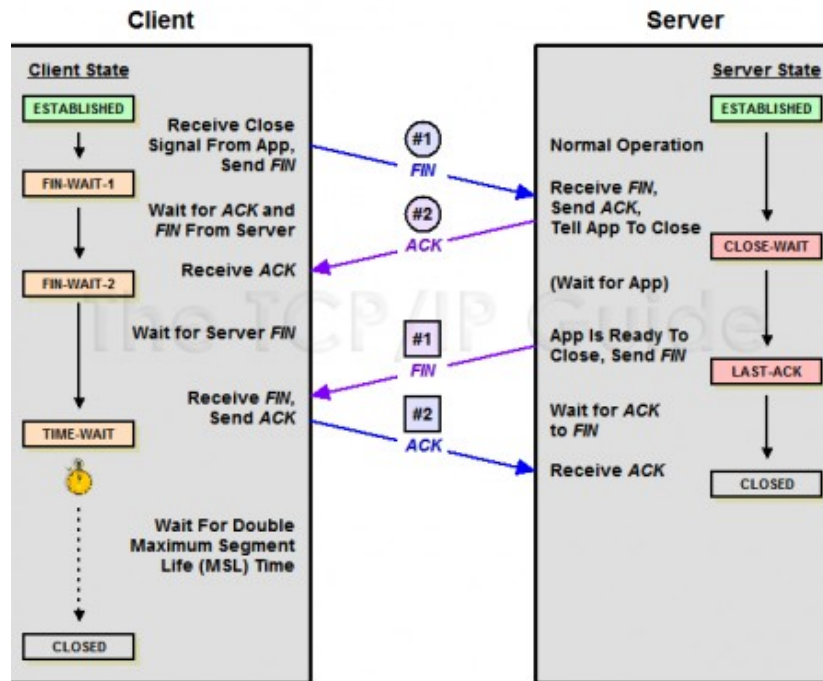 Client
Server
Client State
Server State
ESTABLISHED
ESTABLISHED
Receive Close
Signal From App,
Send FIN
#1
FIN
Normal Operation
FIN-WAIT-1
Receive FIN,
Send ACK,
Tell App To Close
Wait for ACK and
FIN From Server
#2
ACK
CLOSE-WAIT
Receive ACK
FIN-WAIT-2
(Wait for App)
The TCP/IP Guide
Wait for Server FIN
#1
FIN
App Is Ready To
Close, Send FIN
LAST-ACK
Receive FIN,
Send ACK
#2
ACK
Wait for ACK
to FIN
TIME-WAIT
Receive ACK
CLOSED
Wait For Double
Maximum Segment
Life (MSL) Time
CLOSED